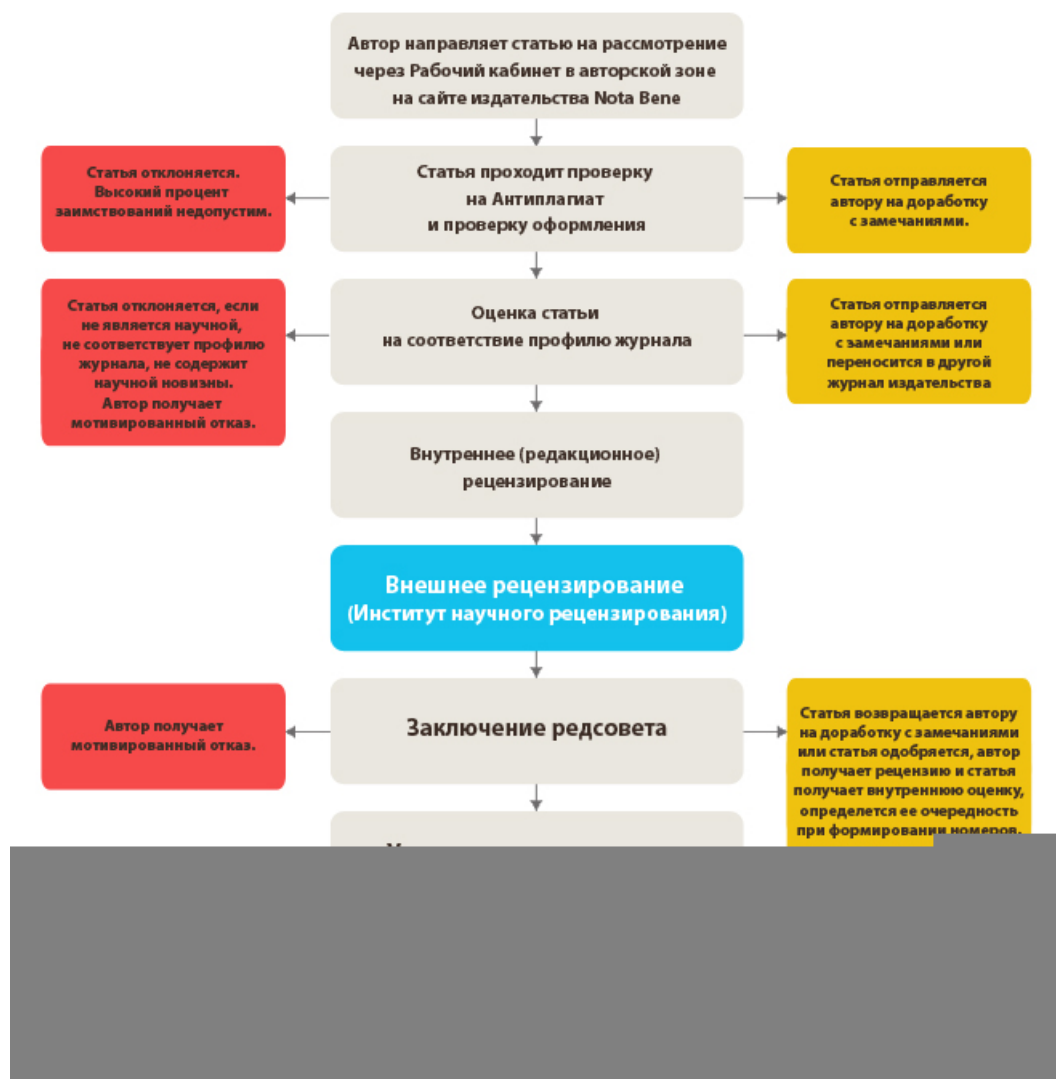 Автор направляет статью на рассмотрение
через Рабочий кабинет в авторской зоне
на сайте издательства Nota Bene
Статья отклоняется.
Высокий процент
заимствований недопустим.
Статья проходит проверку
на Антиплагиат
и проверку оформления
Статья отправляется
автору на доработку
с замечаниями.
Статья отклоняется, если
не является научной,
не соответствует профилю
журнала, не содержит
научной новизны.
Автор получает
мотивированный отказ.
Оценка статьи
на соответствие профилю журнала
Статья отправляется
автору на доработку
с замечаниями или
переносится в другой
журнал издательства
Внутреннее (редакционное)
рецензирование
Внешнее рецензирование
(Институт научного рецензирования)
Автор получает
мотивированный отказ.
Заключение редсовета
Статья возвращается автору
на доработку с замечаниями
или статья одобряется, автор
получает рецензию и статья
получает внутреннюю оценку,
определется ее очередность
при формировании номеров.